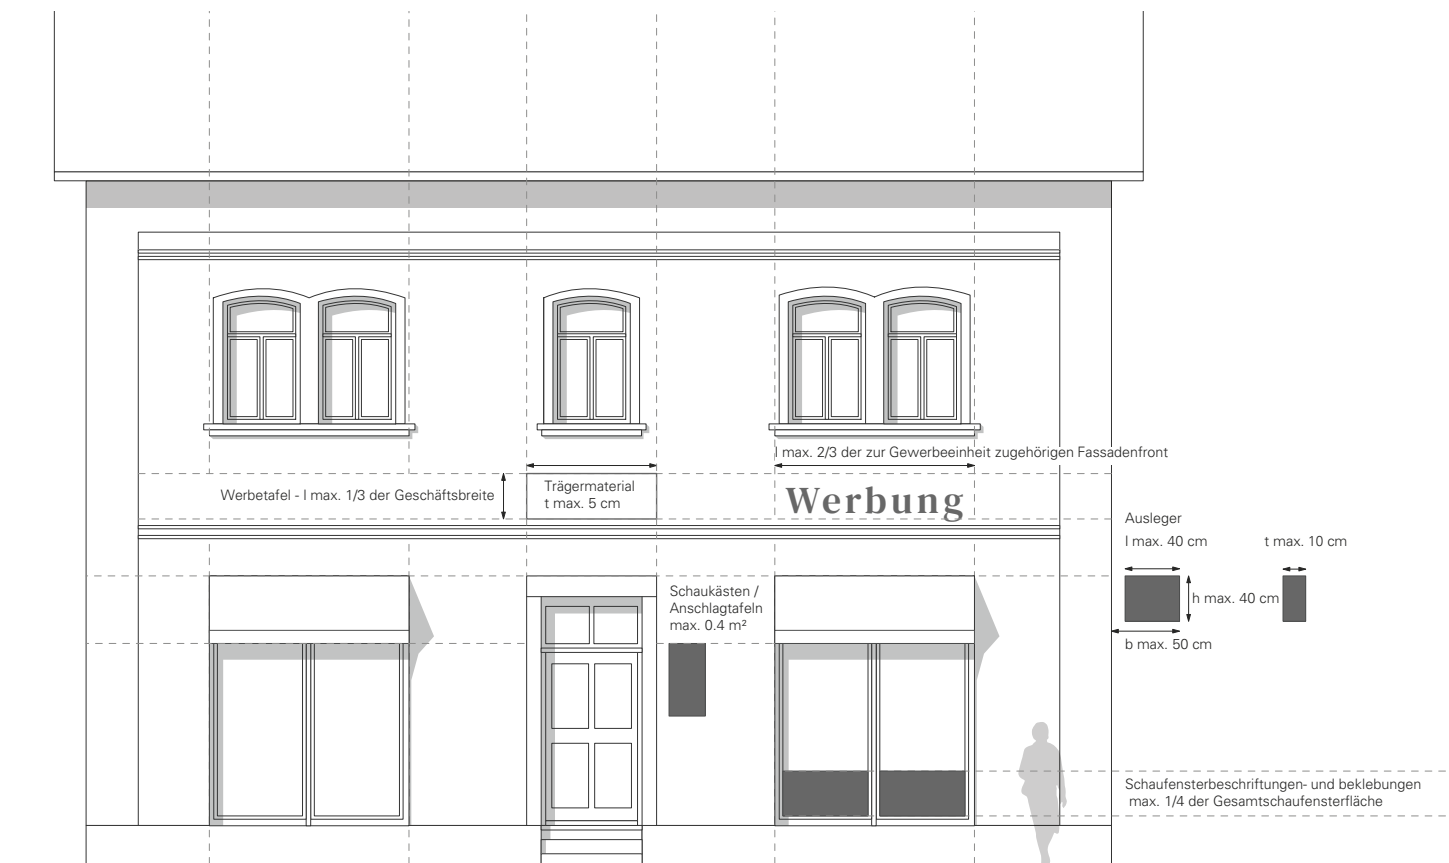 l max. 2/3 der zur Gewerbeeinheit zugehörigen Fassadenfront
Werbetafel - l max. 1/3 der Geschäftsbreite
Trägermaterial
t max. 5 cm
Werbung
Ausleger
l max. 40 cm
t max. 10 cm
h max. 40 cm
b max. 50 cm
Schaukästen /
Anschlagtafeln
max. 0.4 m²
Schaufensterbeschriftungen- und beklebungen
max. 1/4 der Gesamtschaufensterfläche